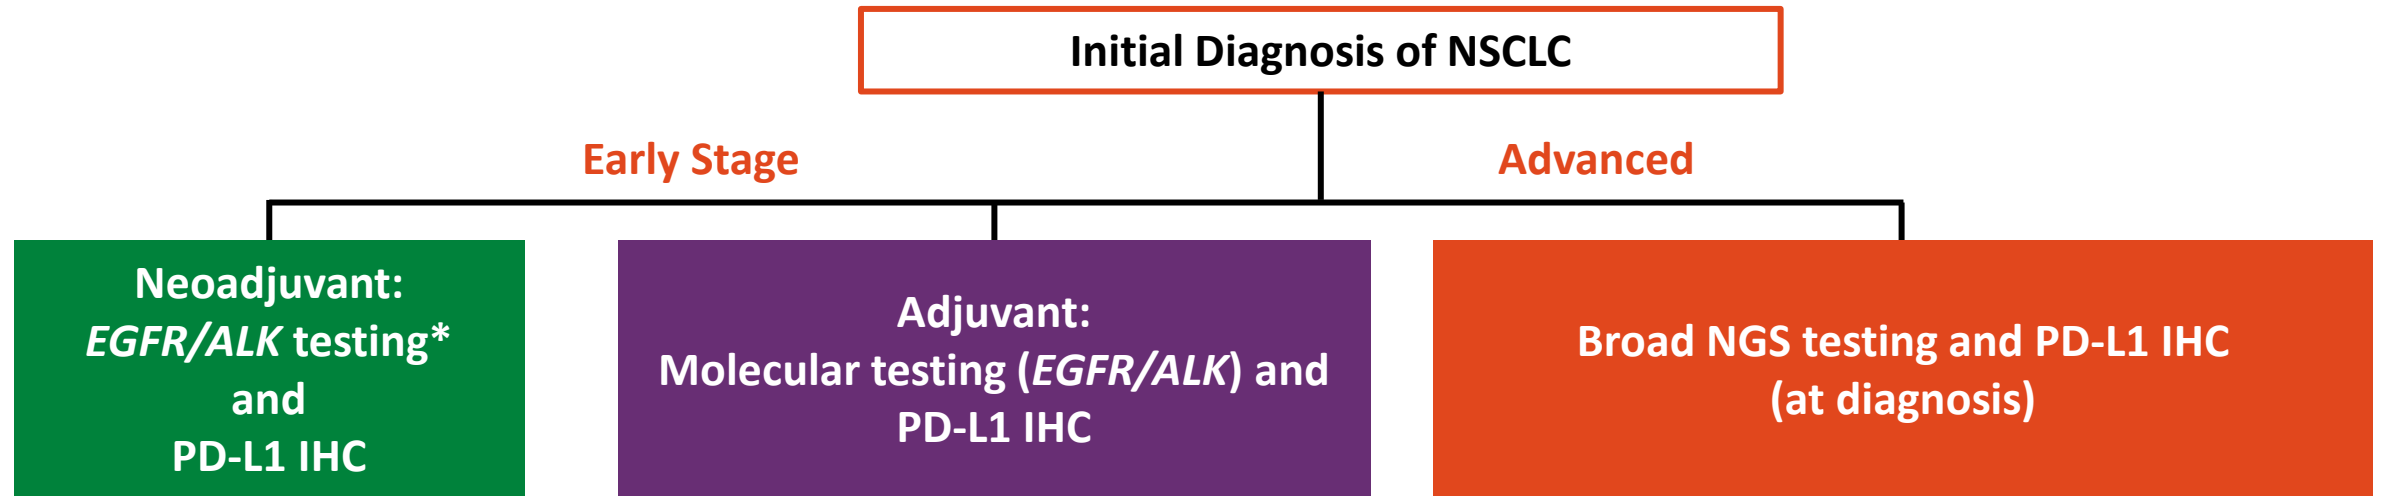 Initial Diagnosis of NSCLC
Early Stage
Advanced
Neoadjuvant:
EGFR/ALK testing*
and
PD-L1 IHC
Adjuvant:
Molecular testing (EGFR/ALK) and
PD-L1 IHC
Broad NGS testing and PD-L1 IHC
(at diagnosis)